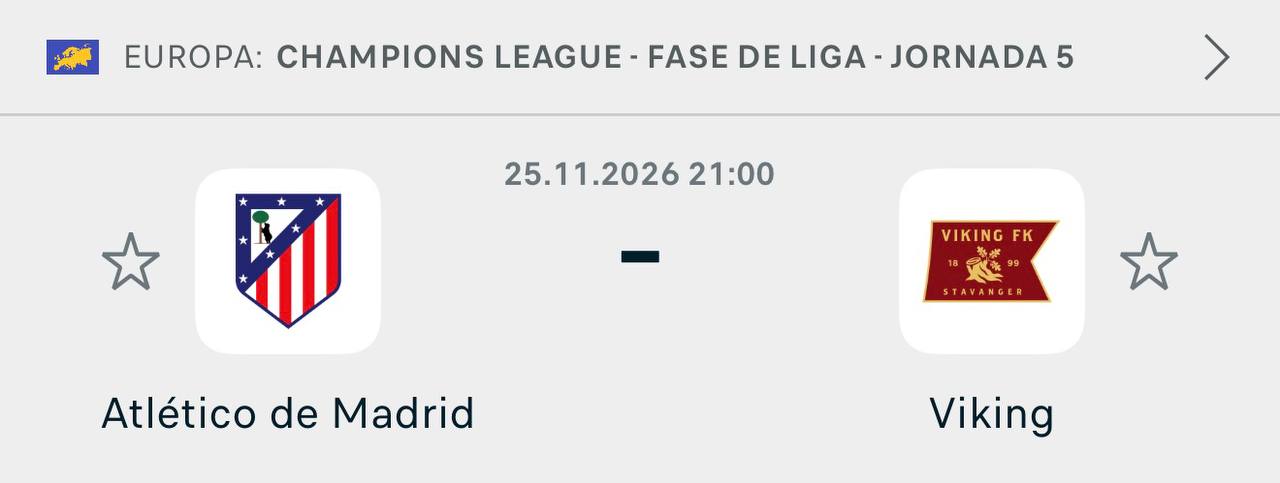 EUROPA: CHAMPIONS LEAGUE - FASE DE LIGA - JORNADA 5
25.11.2026 21:00
-
VIKING FK
18 99
STAVANGER
Atlético de Madrid
Viking